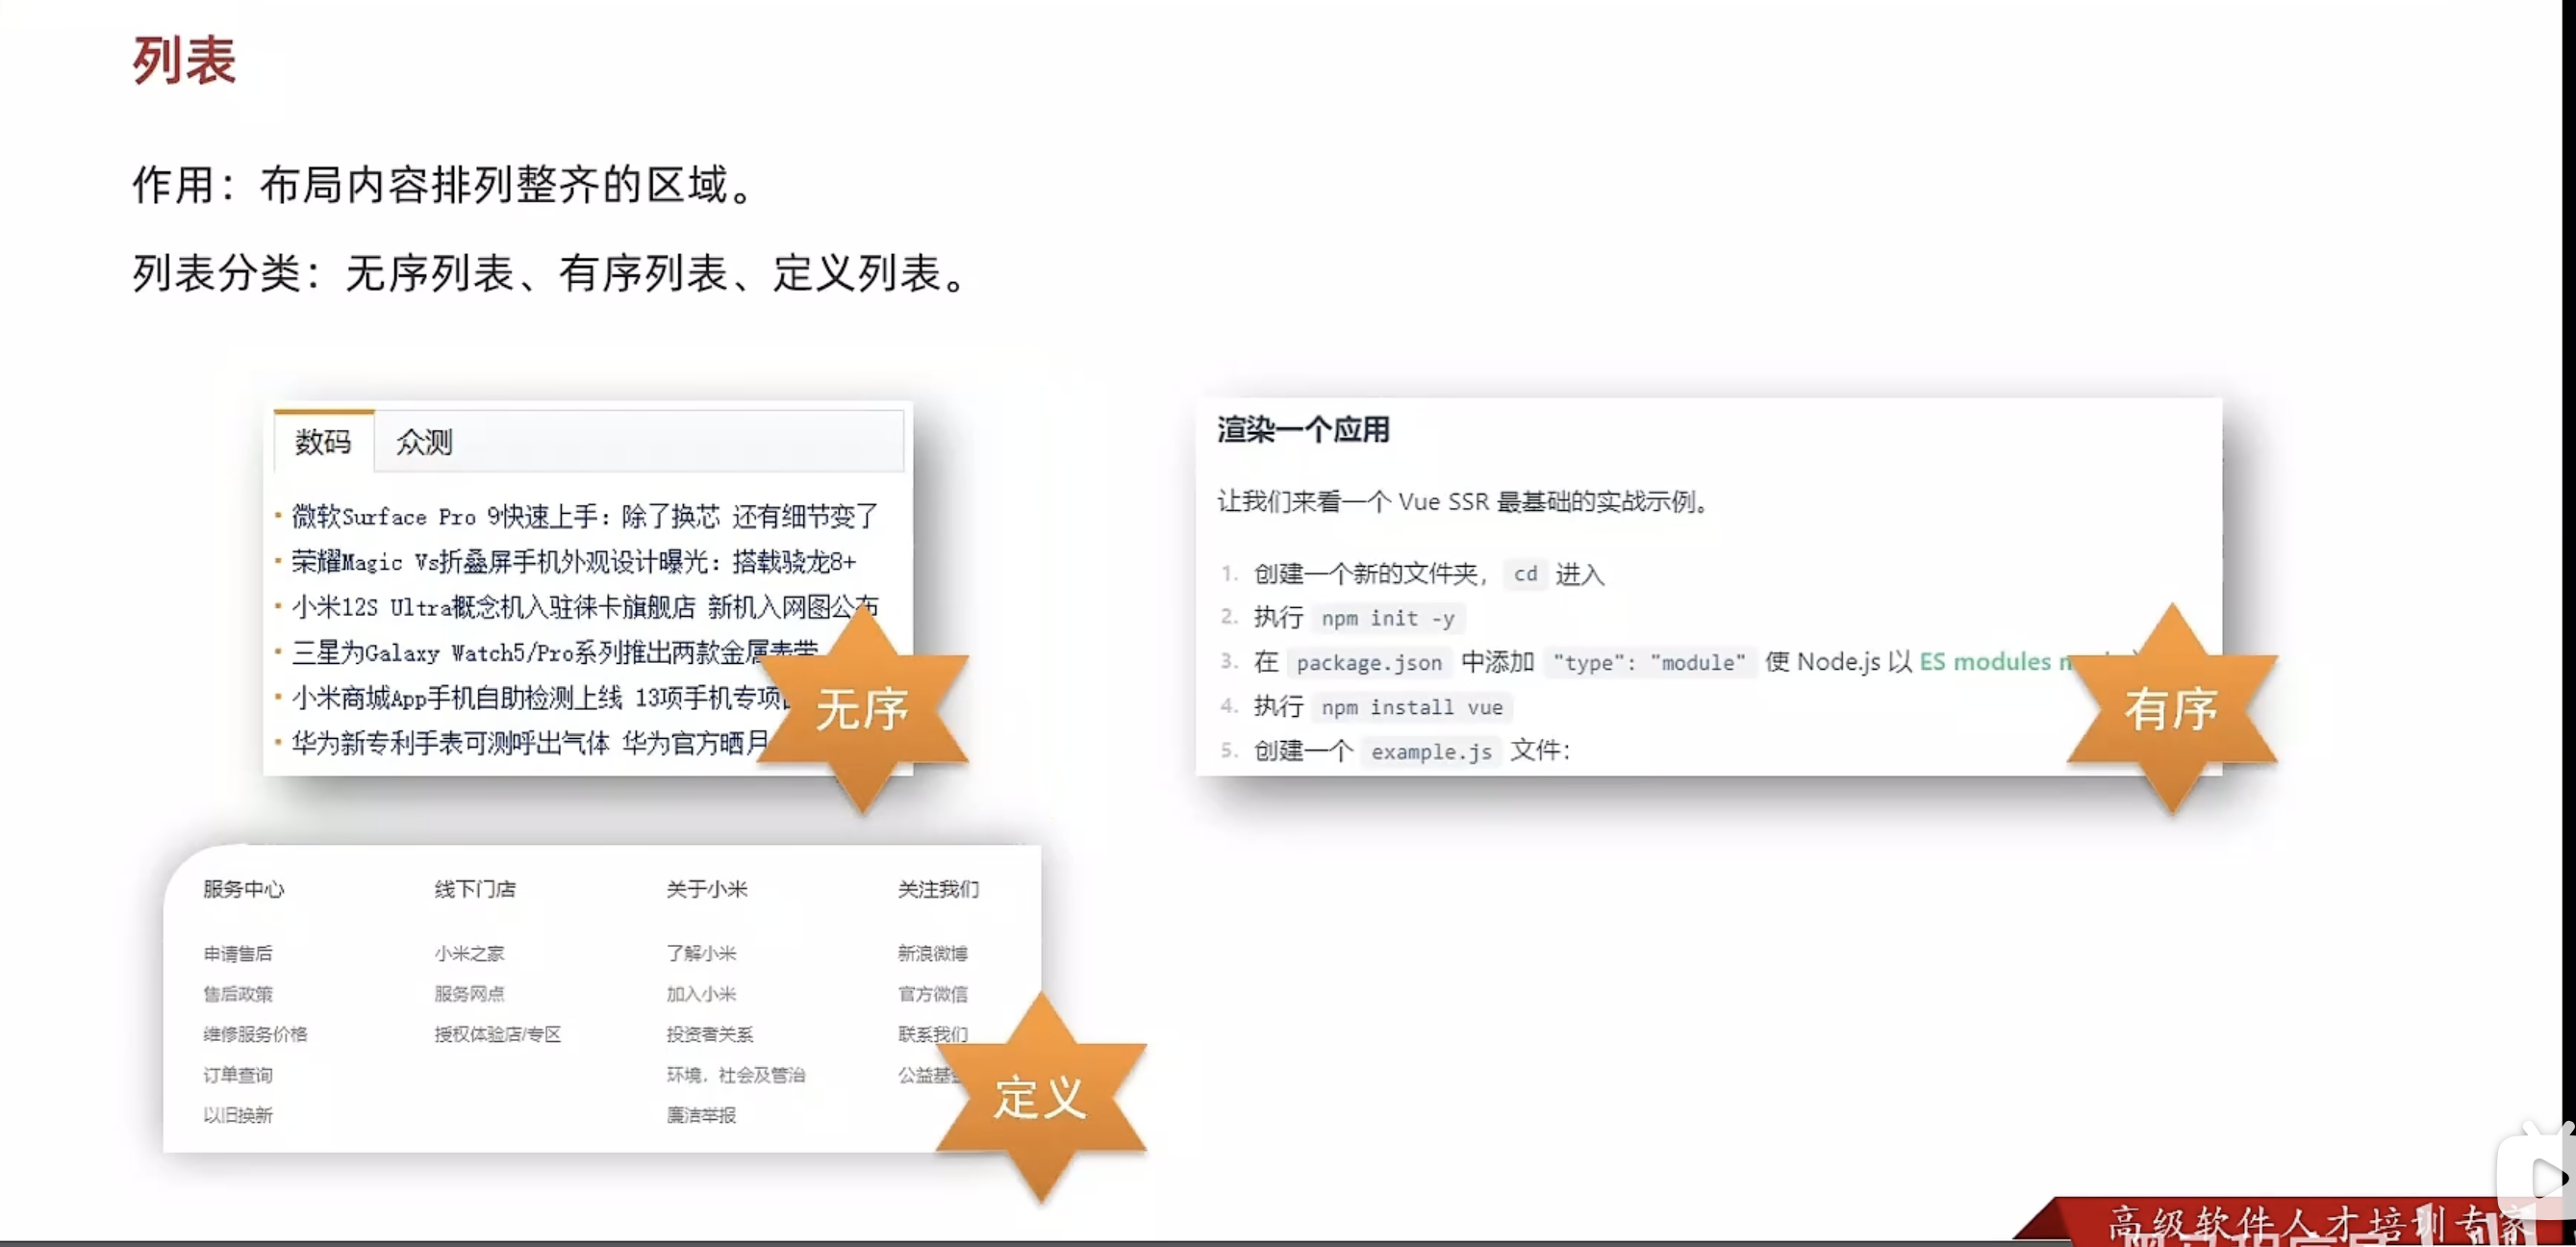 列表
作用：布局内容排列整齐的区域。
列表分类：无序列表、有序列表、定义列表。
数码 众测
微软Surface Pro 9快速上手：除了换芯 还有细节变了
荣耀Magic Vs折叠屏手机外观设计曝光：搭载骁龙8+
小米12S Ultra概念机入驻徕卡旗舰店 新机入网图公布
三星为Galaxy Watch5/Pro系列推出两款金属表带
小米商城App手机自助检测上线 13项手机专项
华为新专利手表可测呼出气体 华为官方晒月
无序
渲染一个应用
让我们来看一个 Vue SSR 最基础的实战示例。
1. 创建一个新的文件夹， cd 进入
2. 执行 npm init -y
3. 在 package.json 中添加 "type": "module" 使 Node.js 以 ES modules
4. 执行 npm install vue
5. 创建一个 example.js 文件：
有序
服务中心 线下门店 关于小米 关注我们
申请售后 小米之家 了解小米 新浪微博
售后政策 服务网点 加入小米 官方微信
维修服务价格 授权体验店/专区 投资者关系 联系我们
订单查询 环境、社会及管治 公益基
以旧换新 廉洁举报
定义
高级软件人才培训专家